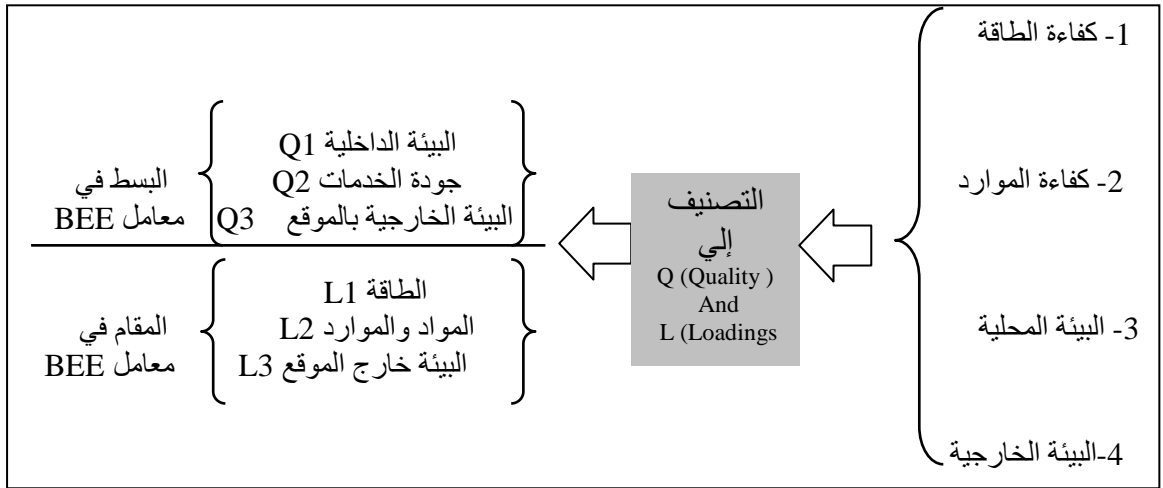 1- كفاءة الطاقة
2- كفاءة الموارد
3- البيئة المحلية
4-البيئة الخارجية
التصنيف
إلي
Q (Quality )
And
L (Loadings
البيئة الداخلية Q1
جودة الخدمات Q2
البيئة الخارجية بالموقع Q3
البسط في
معامل BEE
الطاقة L1
المواد والموارد L2
البيئة خارج الموقع L3
المقام في
معامل BEE